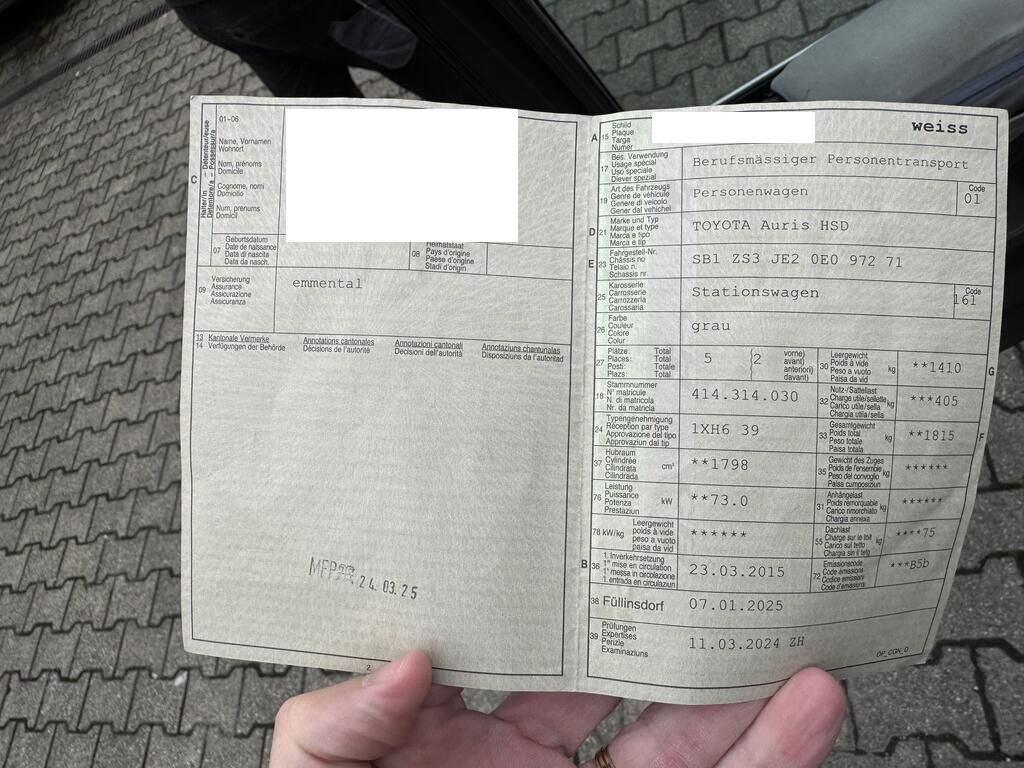 01-06
C
Halter/in – Détenteur/euse
Detentore/a – Possessur/a
Name, Vornamen
Wohnort
Nom, prénoms
Domicile
Cognome, nomi
Domicilio
Num, prenums
Domicil
07
Geburtsdatum
Date de naissance
Data di nascita
Data da nasch.
08
Heimatstaat
Pays d'origine
Paese d'origine
Stadi d'origin
09
Versicherung
Assurance
Assicurazione
Assicuranza
emmental
13 Kantonale Vermerke
14 Verfügungen der Behörde
Annotations cantonales
Décisions de l'autorité
Annotazioni cantonali
Decisioni dell'autorità
Annotaziuns chantunalas
Disposiziuns da l'autoritad
MFP
24.03.25
2
A 15
Schild
Plaque
Targa
Numer
weiss
17
Bes. Verwendung
Usage spécial
Uso speciale
Diever spezial
Berufsmässiger Personentransport
19
Art des Fahrzeugs
Genre de véhicule
Genere di veicolo
Gener dal vehichel
Personenwagen
Code
01
D 21
Marke und Typ
Marque et type
Marca e tipo
Marca e tip
TOYOTA Auris HSD
E 23
Fahrgestell-Nr.
Châssis no
Telaio n.
Schassis nr.
SB1 ZS3 JE2 0E0 972 71
25
Karosserie
Carrosserie
Carrozzeria
Carossaria
Stationswagen
Code
161
26
Farbe
Couleur
Colore
Colur
grau
27
Plätze: Total
Places: Total
Posti: Totale
Plazs: Total
5
2
vorne)
avant)
anteriori)
davant)
30
Leergewicht
Poids à vide
Peso a vuoto
Paisa da vid
kg
**1410
G
18
Stammnummer
N° matricule
N. di matricola
Nr. da matricla
414.314.030
32
Nutz-/Sattellast
Charge utile/sellette
Carico utile/sella
Chargia utila/sella
kg
***405
24
Typengenehmigung
Réception par type
Approvazione del tipo
Approvaziun dal tip
1XH6 39
33
Gesamtgewicht
Poids total
Peso totale
Paisa totala
kg
**1815
F
37
Hubraum
Cylindrée
Cilindrata
Cilindrada
cm³
**1798
35
Gewicht des Zuges
Poids de l'ensemble
Peso del convoglio
Paisa cumposiziun
kg
******
76
Leistung
Puissance
Potenza
Prestaziun
kW
**73.0
31
Anhängelast
Poids remorquable
Carico rimorchiato
Chargia annexa
kg
******
78 kW/kg
Leergewicht
poids à vide
peso a vuoto
paisa da vid
******
55
Dachlast
Charge sur le toit
Carico sul tetto
Chargia sin il tetg
kg
****75
B 36
1. Inverkehrsetzung
1re mise en circulation
1a messa in circolazione
1. entrada en circulaziun
23.03.2015
72
Emissionscode
Code émissions
Codice emissioni
Code d'emissiuns
***B5b
38 Füllinsdorf
07.01.2025
39
Prüfungen
Expertises
Perizie
Examinaziuns
11.03.2024 ZH
DP_CGN_D